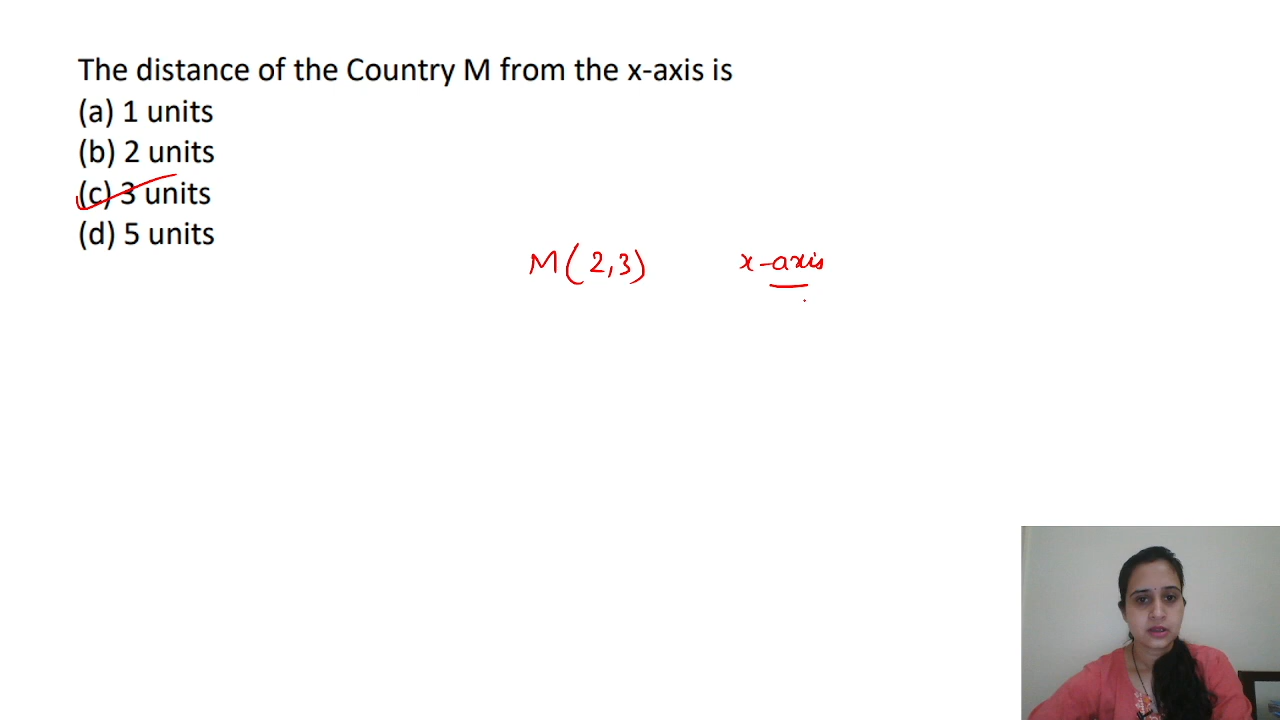 The distance of the Country M from the x-axis is
(a) 1 units
(b) 2 units
(c) 3 units
(d) 5 units
M(2,3) x-axis